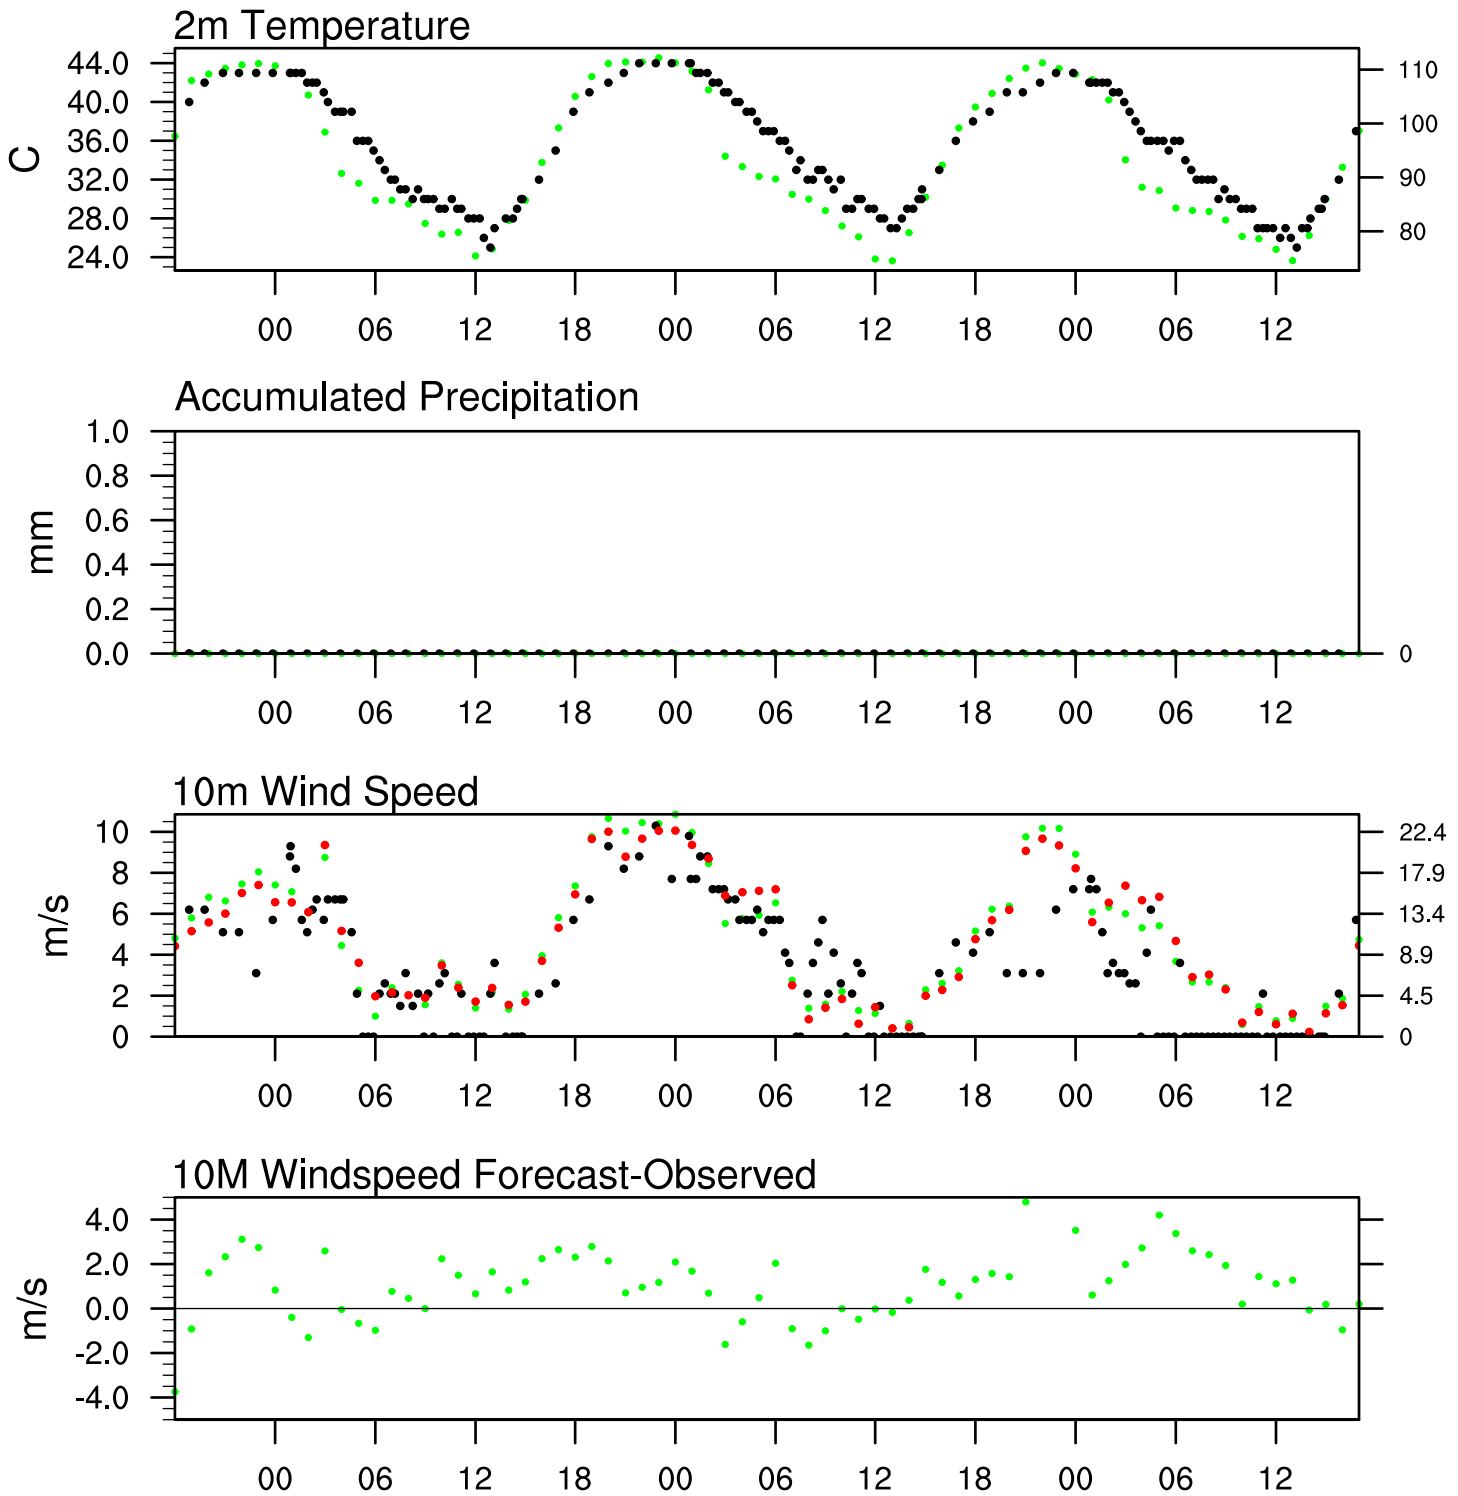 2m Temperature
44.0
40.0
36.0
32.0
28.0
24.0
C
110
100
90
80
00 06 12 18 00 06 12 18 00 06 12
Accumulated Precipitation
1.0
0.8
0.6
0.4
0.2
0.0
mm
0
00 06 12 18 00 06 12 18 00 06 12
10m Wind Speed
10
8
6
4
2
0
m/s
22.4
17.9
13.4
8.9
4.5
0
00 06 12 18 00 06 12 18 00 06 12
10M Windspeed Forecast-Observed
4.0
2.0
0.0
-2.0
-4.0
m/s
00 06 12 18 00 06 12 18 00 06 12